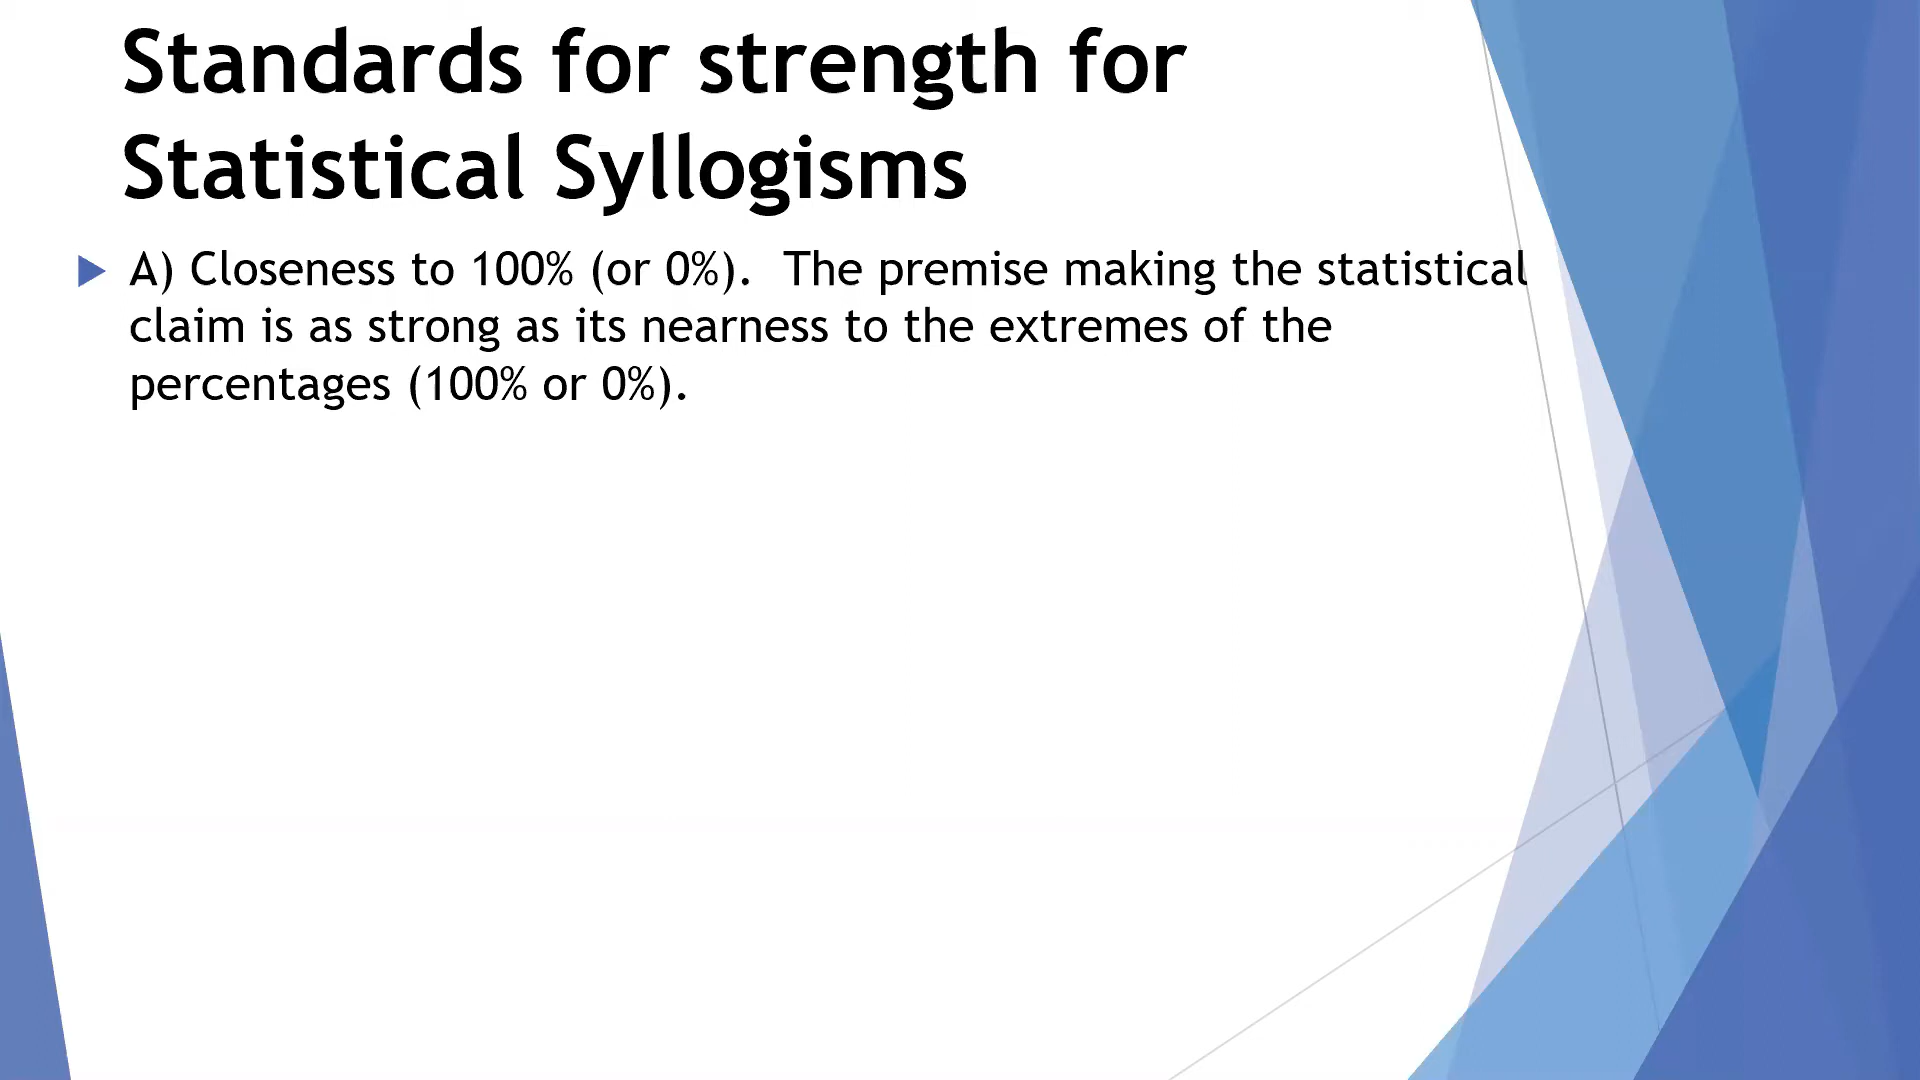 Standards for strength for
Statistical Syllogisms
A) Closeness to 100% (or 0%).  The premise making the statistical
claim is as strong as its nearness to the extremes of the
percentages (100% or 0%).